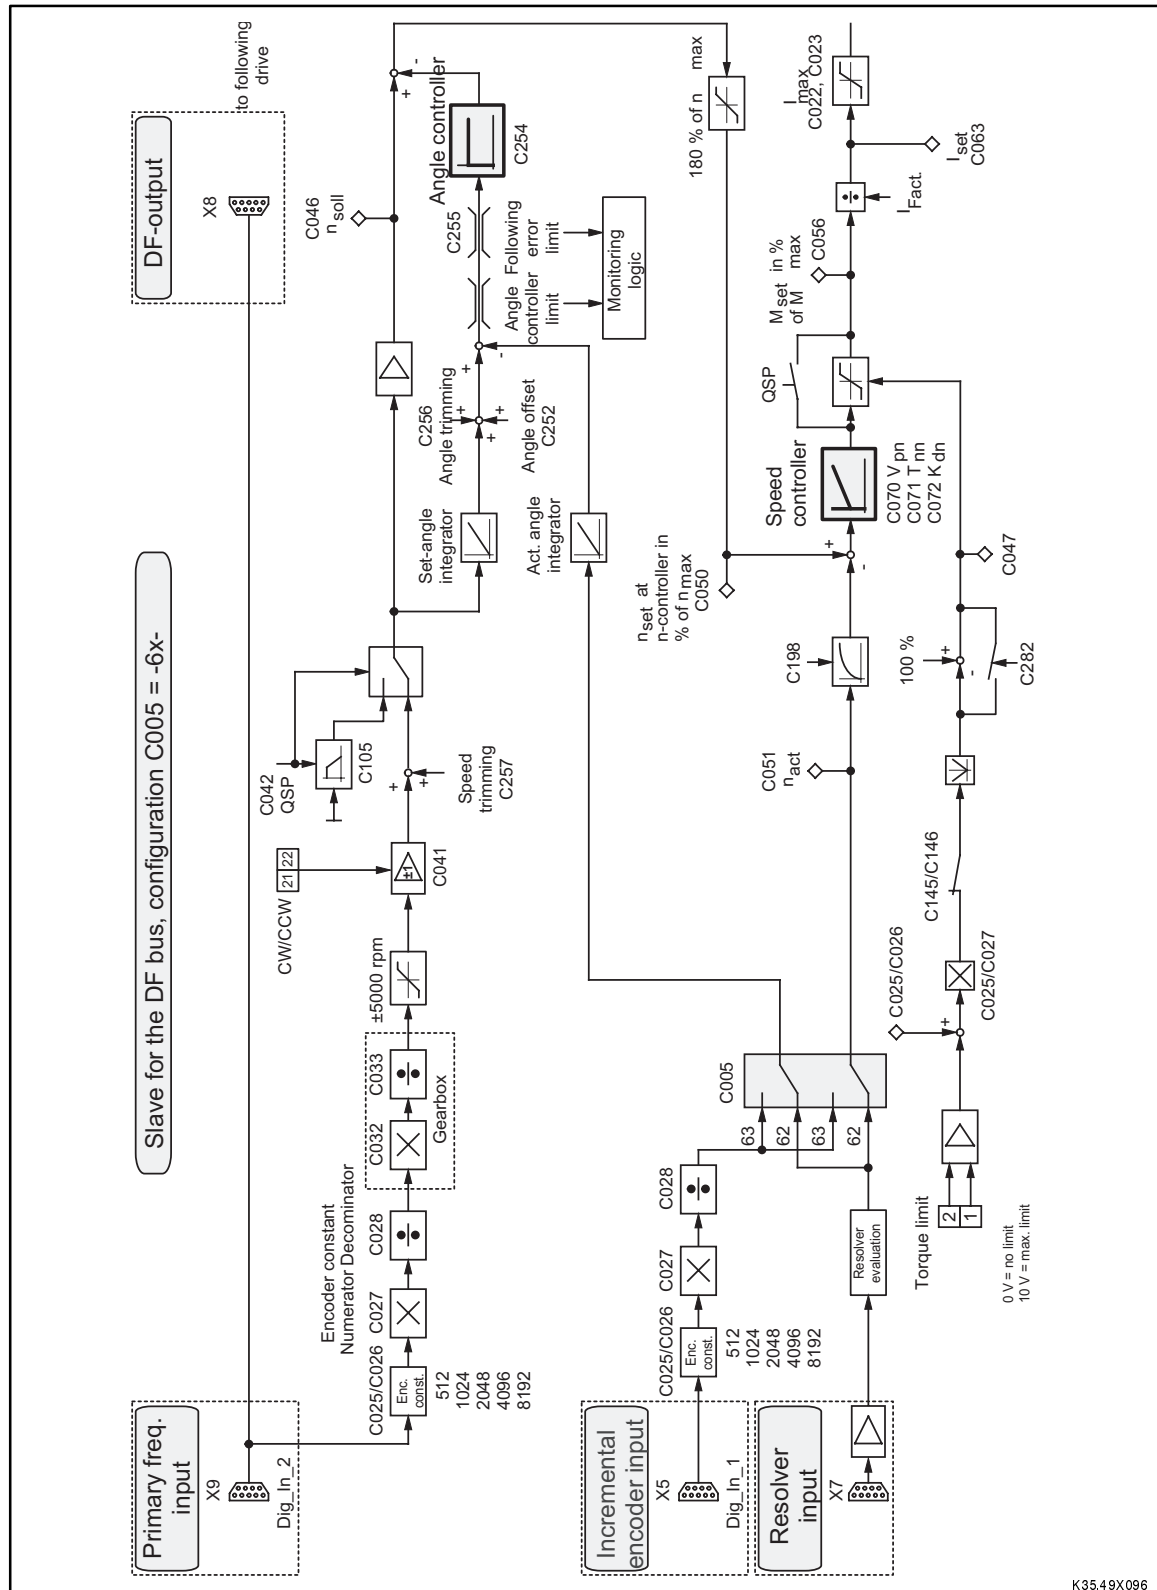 Slave for the DF bus, configuration C005 = -6x-
Primary freq.
input
X9
Dig_In_2
C025/C026
Enc.
const.
512
1024
2048
4096
8192
Encoder constant
Numerator Decominator
C027
C028
C032
C033
Gearbox
±5000 rpm
CW/CCW
21 22
±1
C041
Speed
trimming
C257
C042
QSP
C105
Set-angle
integrator
Act. angle
integrator
C256
Angle trimming
Angle offset
C252
+
+
+
+
+
+
-
Angle
controller
limit
Following
error
limit
Monitoring
logic
C255
Angle controller
C254
C046
n soll
+
-
DF-output
X8
to following
drive
180 % of n max
n set at
n-controller in
% of n max
C050
Incremental
encoder input
X5
Dig_In_1
C025/C026
Enc.
const.
512
1024
2048
4096
8192
C027
C028
Resolver
input
X7
Resolver
evaluation
63
62
63
62
C005
C051
n act
C198
+
-
Speed
controller
C070 V pn
C071 T nn
C072 K dn
QSP
M set in %
of M max
C056
I Fact.
I set
C063
I max
C022, C023
Torque limit
2
1
0 V = no limit
10 V = max. limit
C025/C026
+
C025/C027
C145/C146
100 %
+
-
C282
C047
K35.49X096